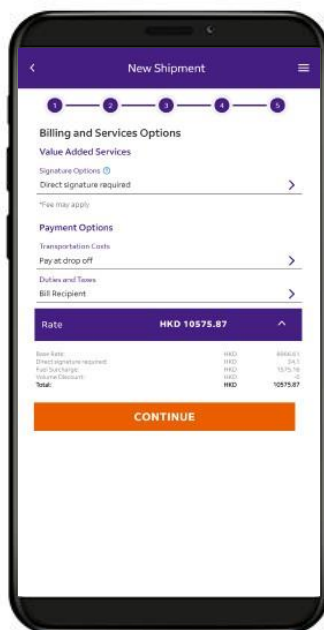 New Shipment
1 2 3 4 5
Billing and Services Options
Value Added Services
Signature Options
Direct signature required
*Fee may apply
Payment Options
Transportation Costs
Pay at drop off
Duties and Taxes
Bill Recipient
Rate HKD 10575.87
Base Rate: HKD
Direct signature required: HKD
Fuel Surcharge: HKD 1575.16
Volume Discount: HKD
Total: HKD 10575.87
CONTINUE